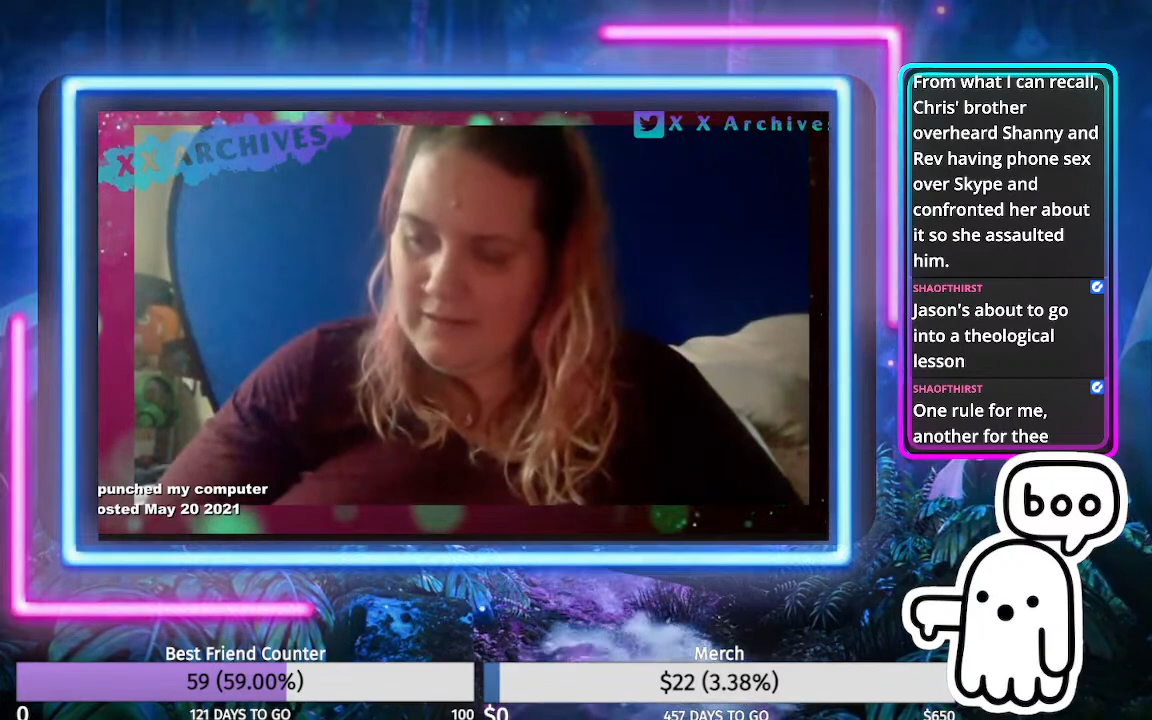 XX ARCHIVES
X X Archive
From what I can recall,
Chris' brother
overheard Shanny and
Rev having phone sex
over Skype and
confronted her about
it so she assaulted
him.
SHAOFTHIRST
Jason's about to go
into a theological
lesson
SHAOFTHIRST
One rule for me,
another for thee
punched my computer
osted May 20 2021
boo
Best Friend Counter
59 (59.00%)
0 121 DAYS TO GO 100
Merch
$22 (3.38%)
$0 457 DAYS TO GO $650